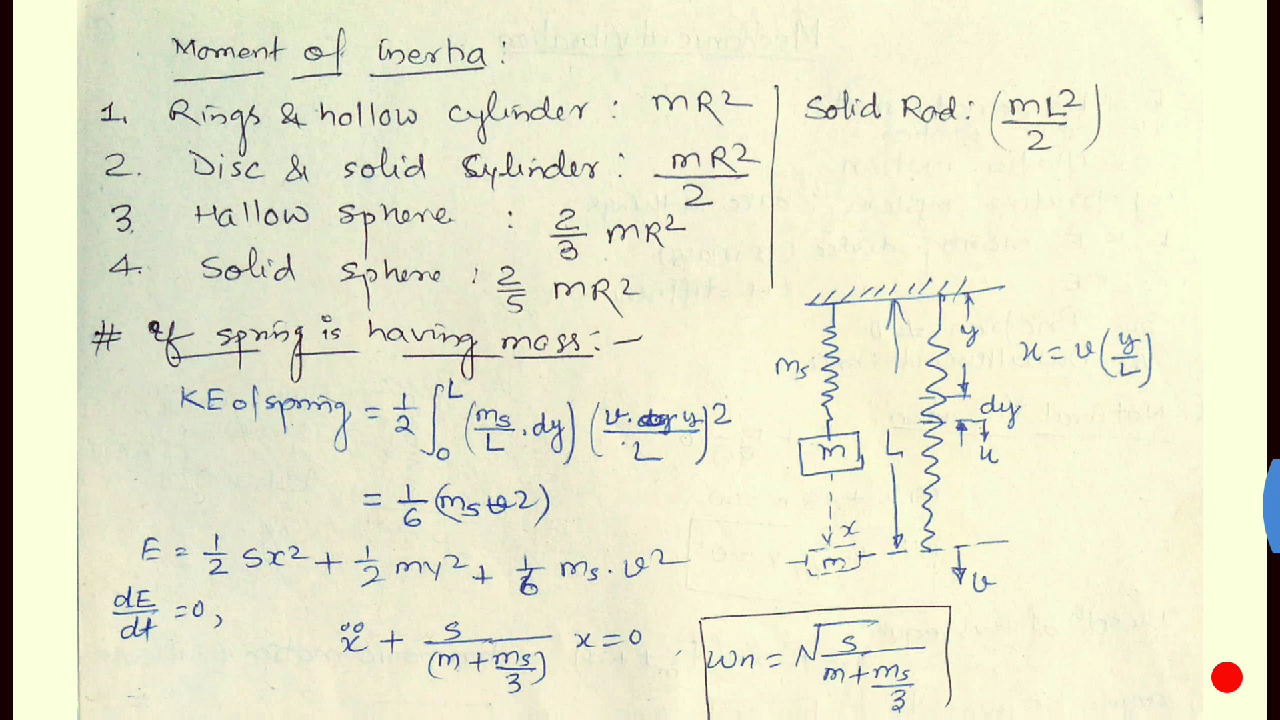 Moment of inertia:
1. Rings & hollow cylinder: mR2
2. Disc & solid Sylinder: mR2/2
3. Hallow sphere : 2/3 mR2
4. Solid sphere: 2/5 mR2
Solid Rod: (mL2/2)
# If spring is having mass:-
KE of spring = 1/2 ∫0^L (ms/L . dy) (v. y/L)2
= 1/6 (ms v2)
E = 1/2 sx2 + 1/2 mv2 + 1/6 ms. v2
dE/dt = 0,
ẍ + s/(m+ms/3) x=0
∴ wn = √s/m+ms/3
ms
m
x
m
L
y
dy
u
v
u = v(y/L)